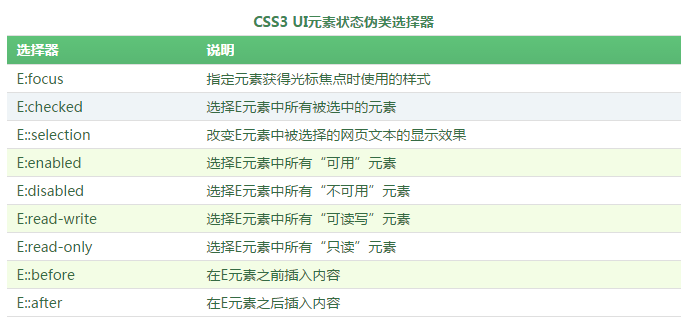 CSS3 UI元素状态伪类选择器
选择器 说明
E:focus 指定元素获得光标焦点时使用的样式
E:checked 选择E元素中所有被选中的元素
E::selection 改变E元素中被选择的网页文本的显示效果
E:enabled 选择E元素中所有“可用”元素
E:disabled 选择E元素中所有“不可用”元素
E:read-write 选择E元素中所有“可读写”元素
E:read-only 选择E元素中所有“只读”元素
E::before 在E元素之前插入内容
E::after 在E元素之后插入内容